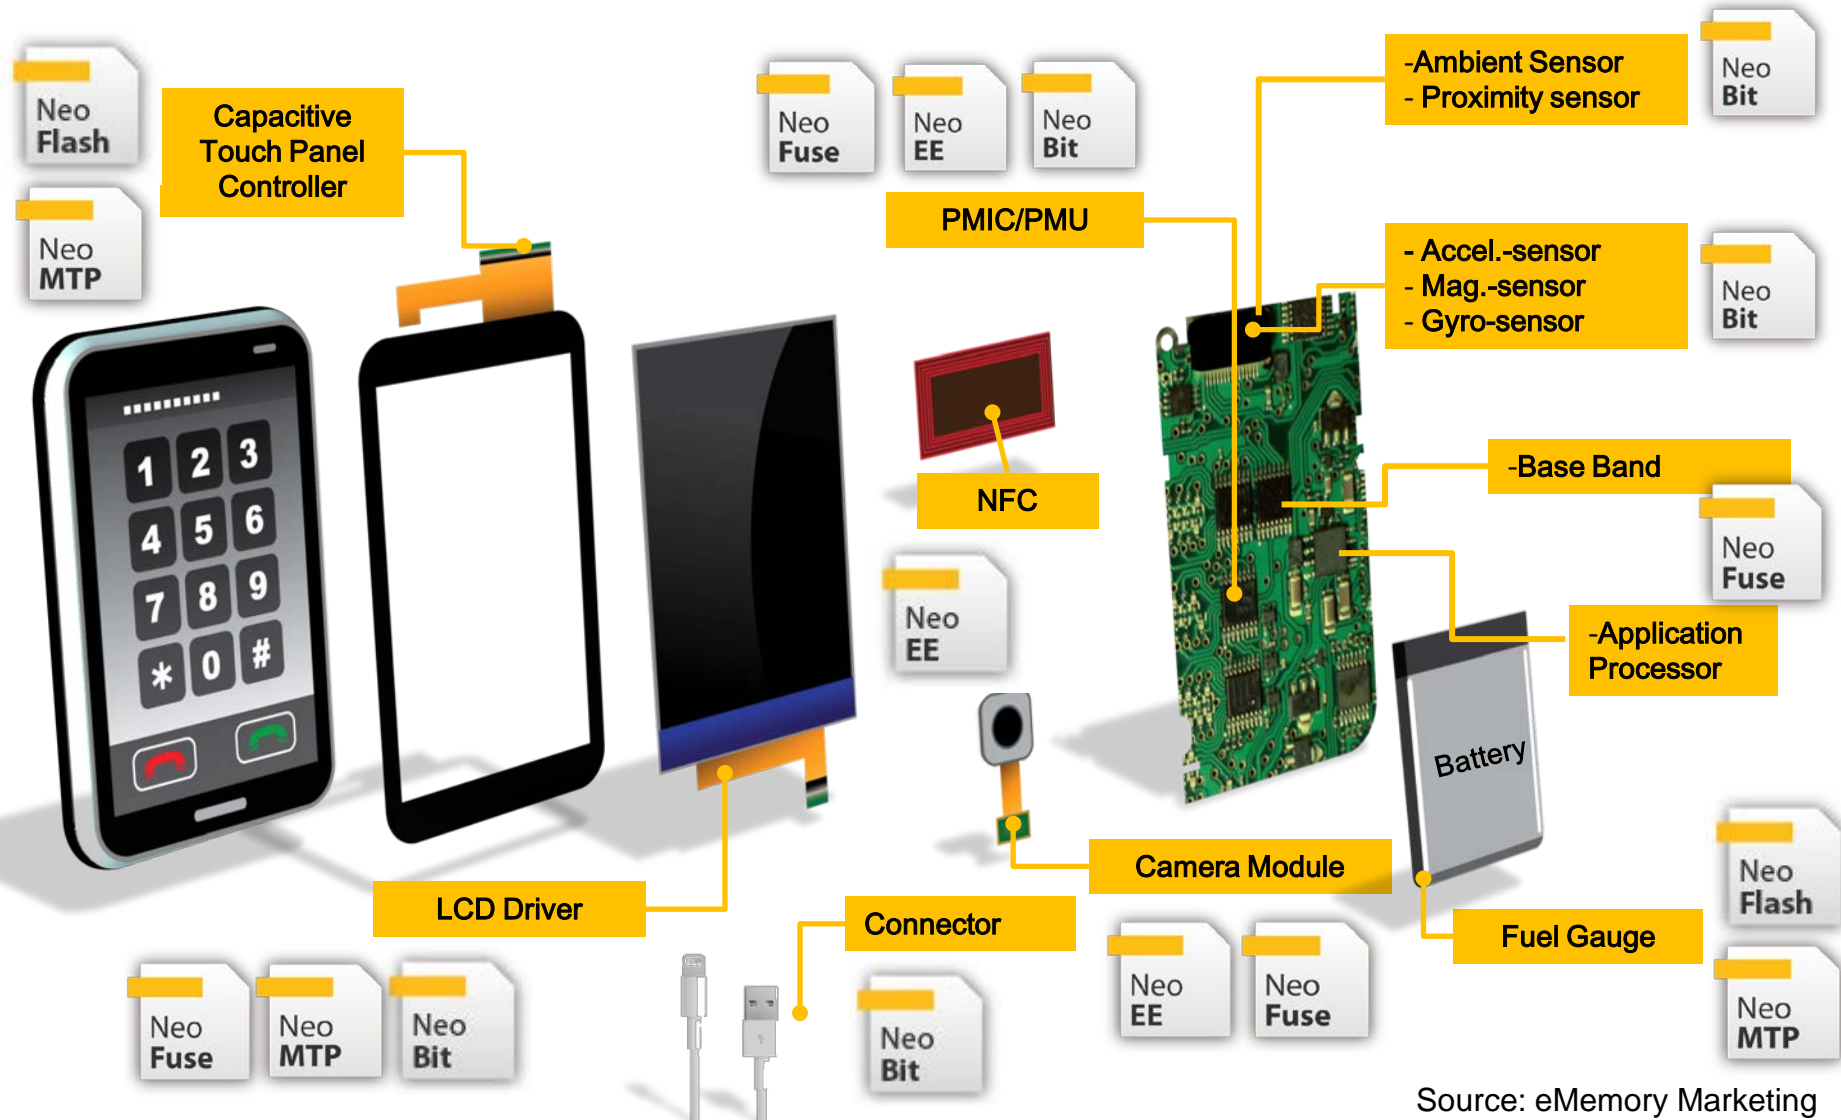 Neo
Flash
Capacitive
Touch Panel
Controller
Neo
MTP
Neo
Fuse
Neo
EE
Neo
Bit
PMIC/PMU
-Ambient Sensor
- Proximity sensor
Neo
Bit
- Accel.-sensor
- Mag.-sensor
- Gyro-sensor
Neo
Bit
1 2 3
4 5 6
7 8 9
* 0 #
NFC
Neo
EE
-Base Band
Neo
Fuse
-Application
Processor
Battery
Camera Module
LCD Driver
Connector
Fuel Gauge
Neo
Flash
Neo
Fuse
Neo
MTP
Neo
Bit
Neo
Bit
Neo
EE
Neo
Fuse
Neo
MTP
Source: eMemory Marketing